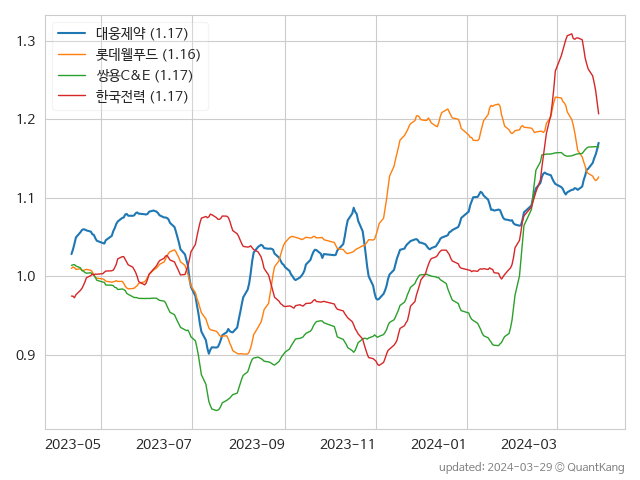 대웅제약 (1.17)
롯데웰푸드 (1.16)
쌍용C&E (1.17)
한국전력 (1.17)
1.3
1.2
1.1
1.0
0.9
2023-05 2023-07 2023-09 2023-11 2024-01 2024-03
updated: 2024-03-29 © QuantKang